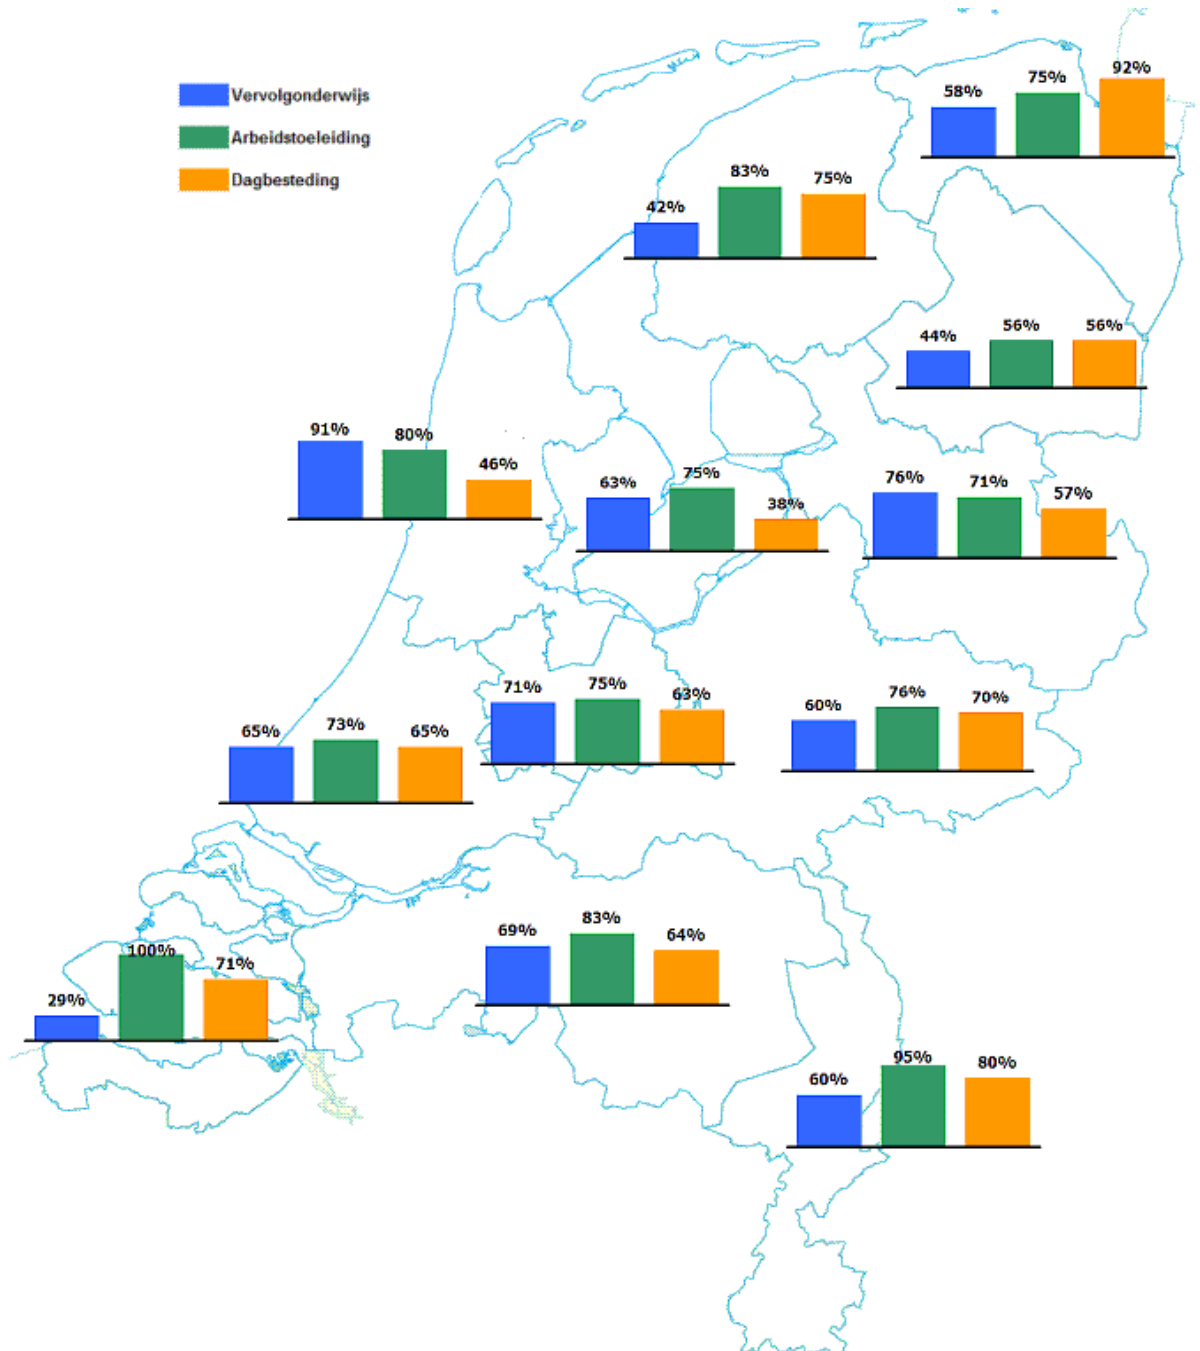 Vervolgonderwijs
Arbeidstoeleiding
Dagbesteding
58% 75% 92%
42% 83% 75%
44% 56% 56%
91% 80% 46%
63% 75% 38%
76% 71% 57%
71% 75% 63%
60% 76% 70%
65% 73% 65%
69% 83% 64%
29% 100% 71%
60% 95% 80%